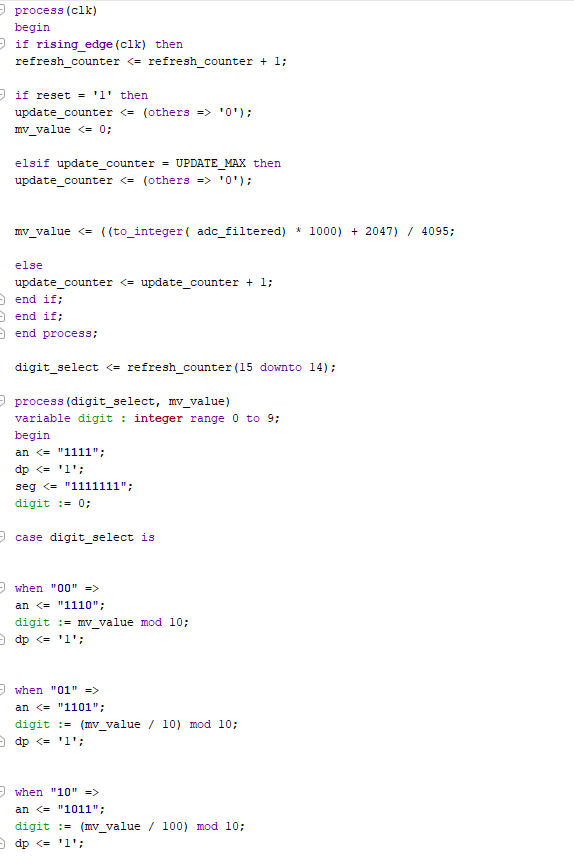 process(clk)
begin
if rising_edge(clk) then
refresh_counter <= refresh_counter + 1;
if reset = '1' then
update_counter <= (others => '0');
mv_value <= 0;
elsif update_counter = UPDATE_MAX then
update_counter <= (others => '0');
mv_value <= ((to_integer( adc_filtered) * 1000) + 2047) / 4095;
else
update_counter <= update_counter + 1;
end if;
end if;
end process;
digit_select <= refresh_counter(15 downto 14);
process(digit_select, mv_value)
variable digit : integer range 0 to 9;
begin
an <= "1111";
dp <= '1';
seg <= "1111111";
digit := 0;
case digit_select is
when "00" =>
an <= "1110";
digit := mv_value mod 10;
dp <= '1';
when "01" =>
an <= "1101";
digit := (mv_value / 10) mod 10;
dp <= '1';
when "10" =>
an <= "1011";
digit := (mv_value / 100) mod 10;
dp <= '1';